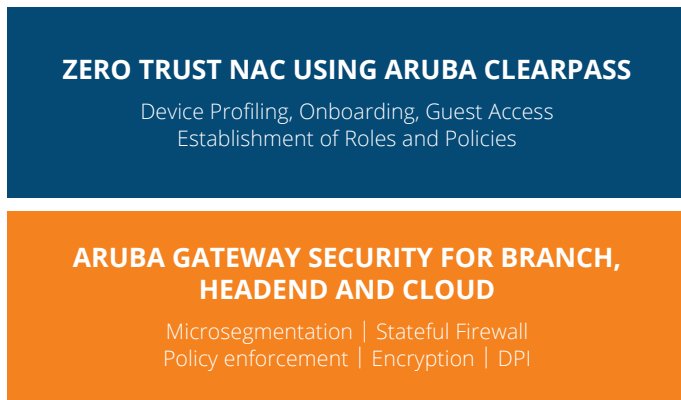 ZERO TRUST NAC USING ARUBA CLEARPASS
Device Profiling, Onboarding, Guest Access
Establishment of Roles and Policies
ARUBA GATEWAY SECURITY FOR BRANCH,
HEADEND AND CLOUD
Microsegmentation | Stateful Firewall
Policy enforcement | Encryption | DPI